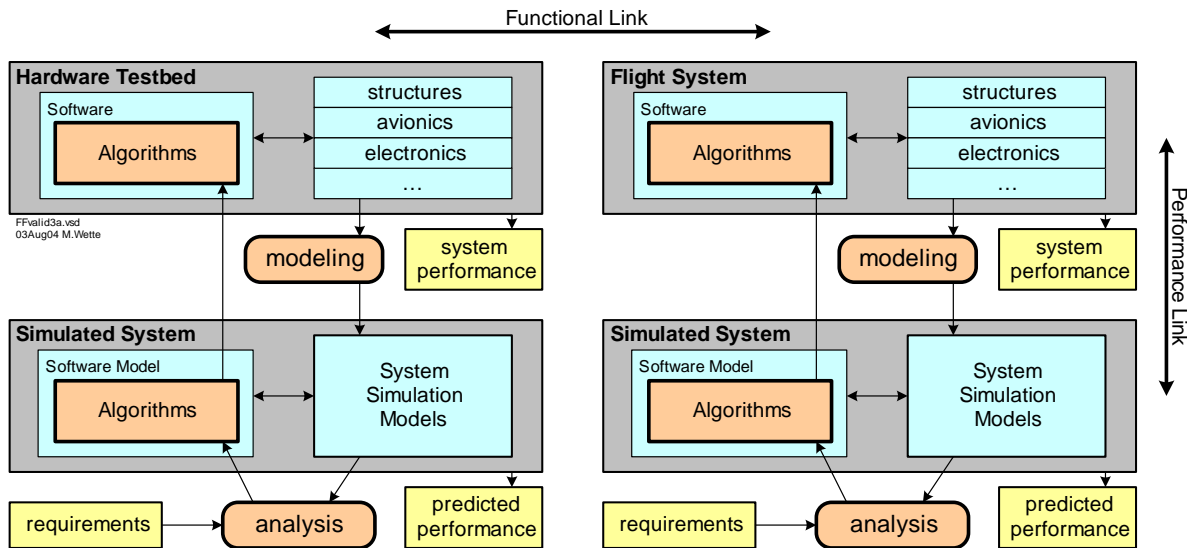 Functional Link
Hardware Testbed
Software
Algorithms
structures
avionics
electronics
...
FFvalid3a.vsd
03Aug04 M.Wette
modeling
system
performance
Simulated System
Software Model
Algorithms
System
Simulation
Models
requirements
analysis
predicted
performance
Flight System
Software
Algorithms
structures
avionics
electronics
...
modeling
system
performance
Simulated System
Software Model
Algorithms
System
Simulation
Models
requirements
analysis
predicted
performance
Performance Link